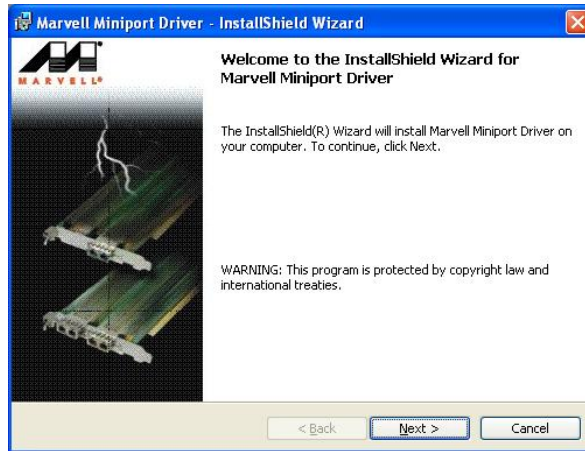 Marvell Miniport Driver - InstallShield Wizard
MARVELL®
Welcome to the InstallShield Wizard for
Marvell Miniport Driver
The InstallShield(R) Wizard will install Marvell Miniport Driver on
your computer. To continue, click Next.
WARNING: This program is protected by copyright law and
international treaties.
< Back
Next >
Cancel